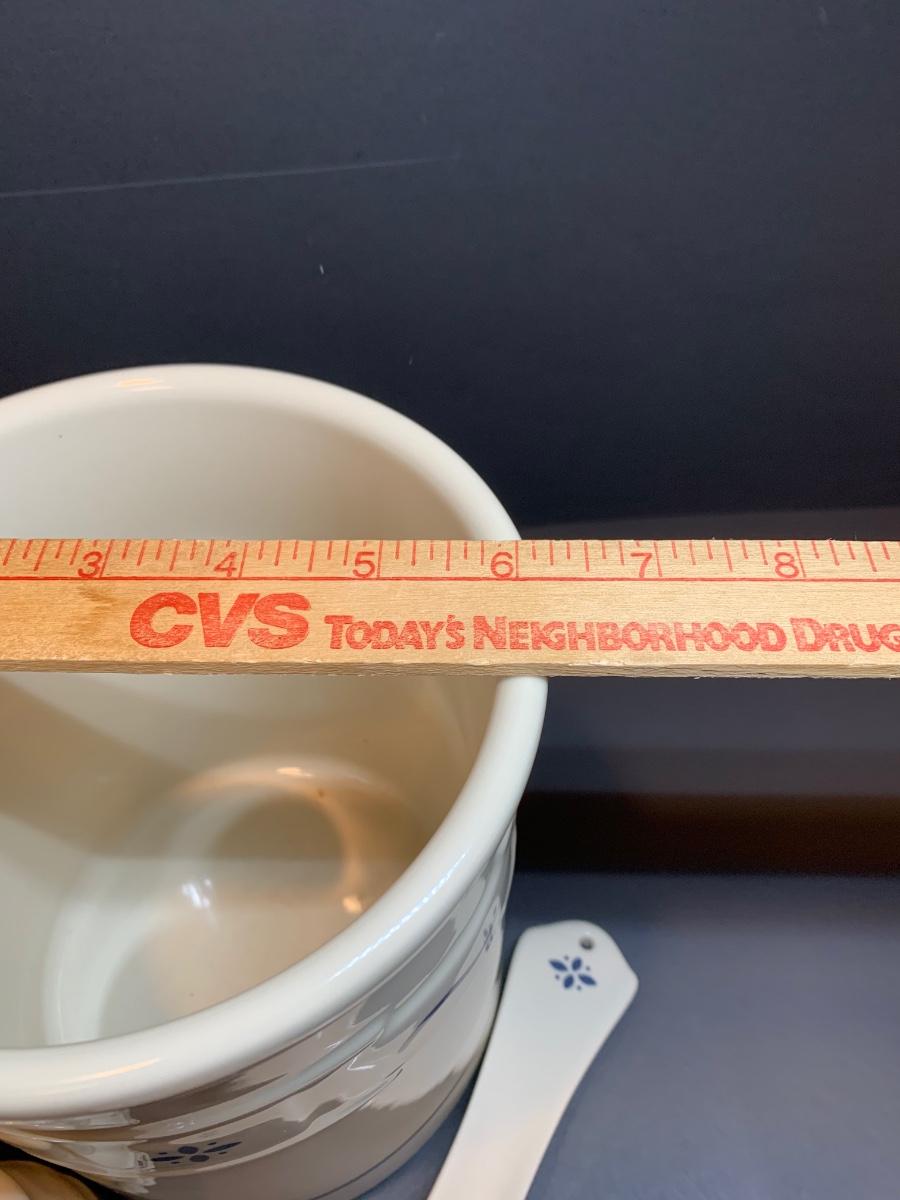 3 4 5 6 7 8
CVS TODAY'S NEIGHBORHOOD DRUG